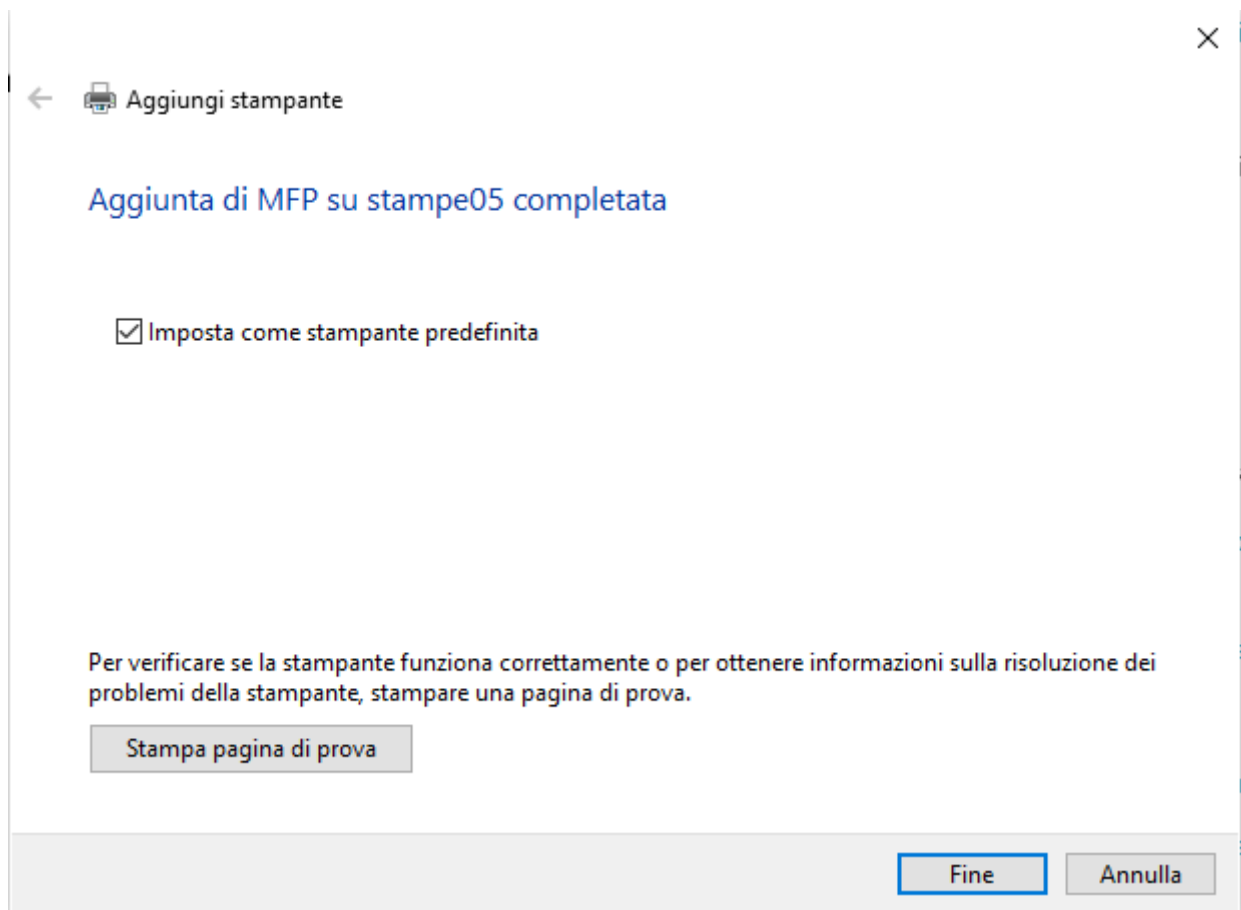 Aggiungi stampante
Aggiunta di MFP su stampe05 completata
Imposta come stampante predefinita
Per verificare se la stampante funziona correttamente o per ottenere informazioni sulla risoluzione dei
problemi della stampante, stampare una pagina di prova.
Stampa pagina di prova
Fine
Annulla